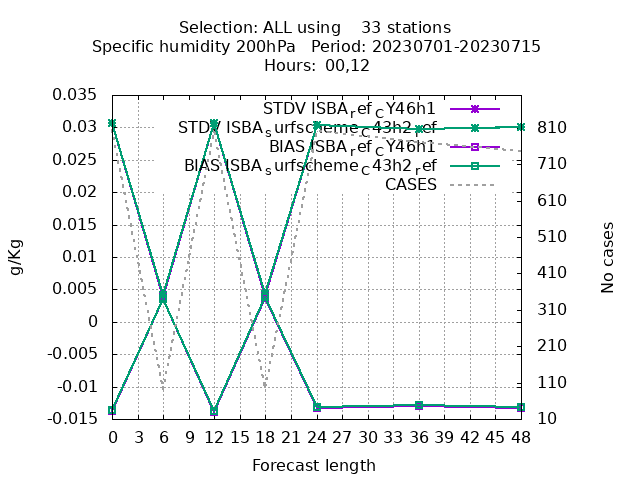 Selection: ALL using    33 stations
Specific humidity 200hPa   Period: 20230701-20230715
Hours: 00,12
STDV ISBA_ref_CY46h1
STDV ISBA_surfscheme_C43h2_ref
BIAS ISBA_ref_CY46h1
BIAS ISBA_surfscheme_C43h2_ref
CASES
0.035
0.03
0.025
0.02
0.015
0.01
0.005
0
-0.005
-0.01
-0.015
g/Kg
810
710
610
510
410
310
210
110
10
No cases
0 3 6 9 12 15 18 21 24 27 30 33 36 39 42 45 48
Forecast length